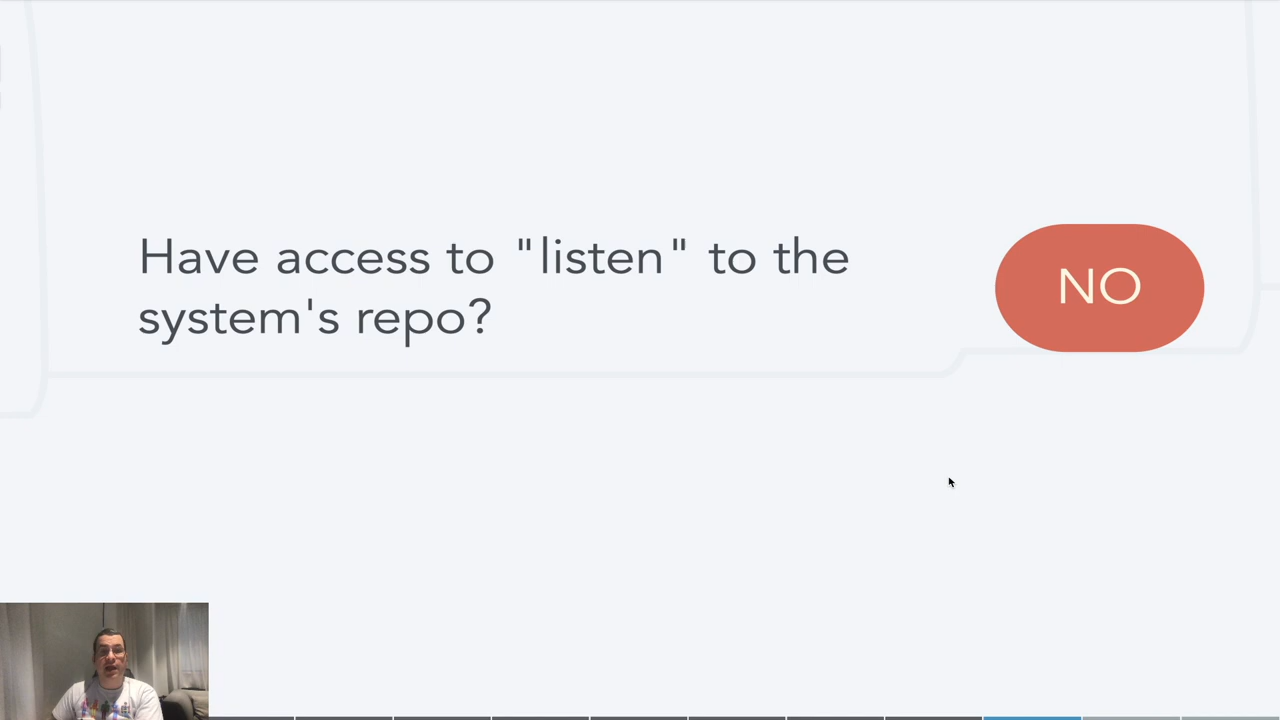 Have access to "listen" to the
system's repo?
NO